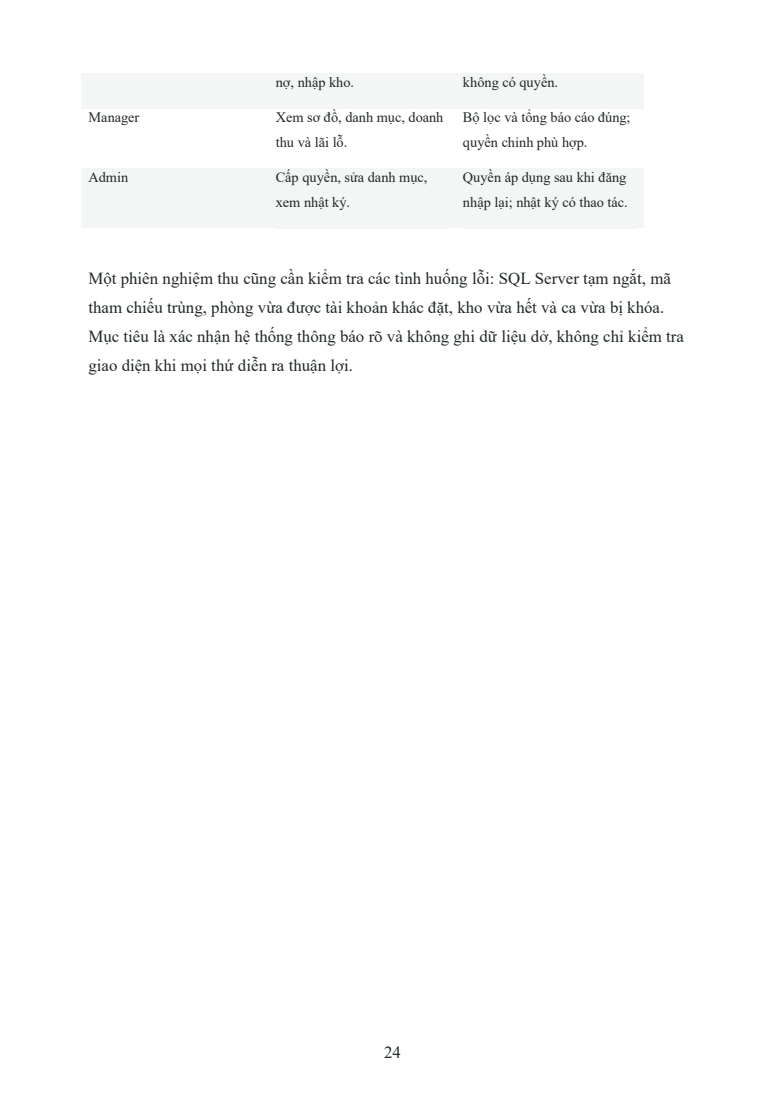 nợ, nhập kho. không có quyền.
Manager Xem sơ đồ, danh mục, doanh Bộ lọc và tổng báo cáo đúng;
thu và lãi lỗ. quyền chỉnh phù hợp.
Admin Cấp quyền, sửa danh mục, Quyền áp dụng sau khi đăng
xem nhật ký. nhập lại; nhật ký có thao tác.
Một phiên nghiệm thu cũng cần kiểm tra các tình huống lỗi: SQL Server tạm ngắt, mã
tham chiếu trùng, phòng vừa được tài khoản khác đặt, kho vừa hết và ca vừa bị khóa.
Mục tiêu là xác nhận hệ thống thông báo rõ và không ghi dữ liệu dở, không chỉ kiểm tra
giao diện khi mọi thứ diễn ra thuận lợi.
24